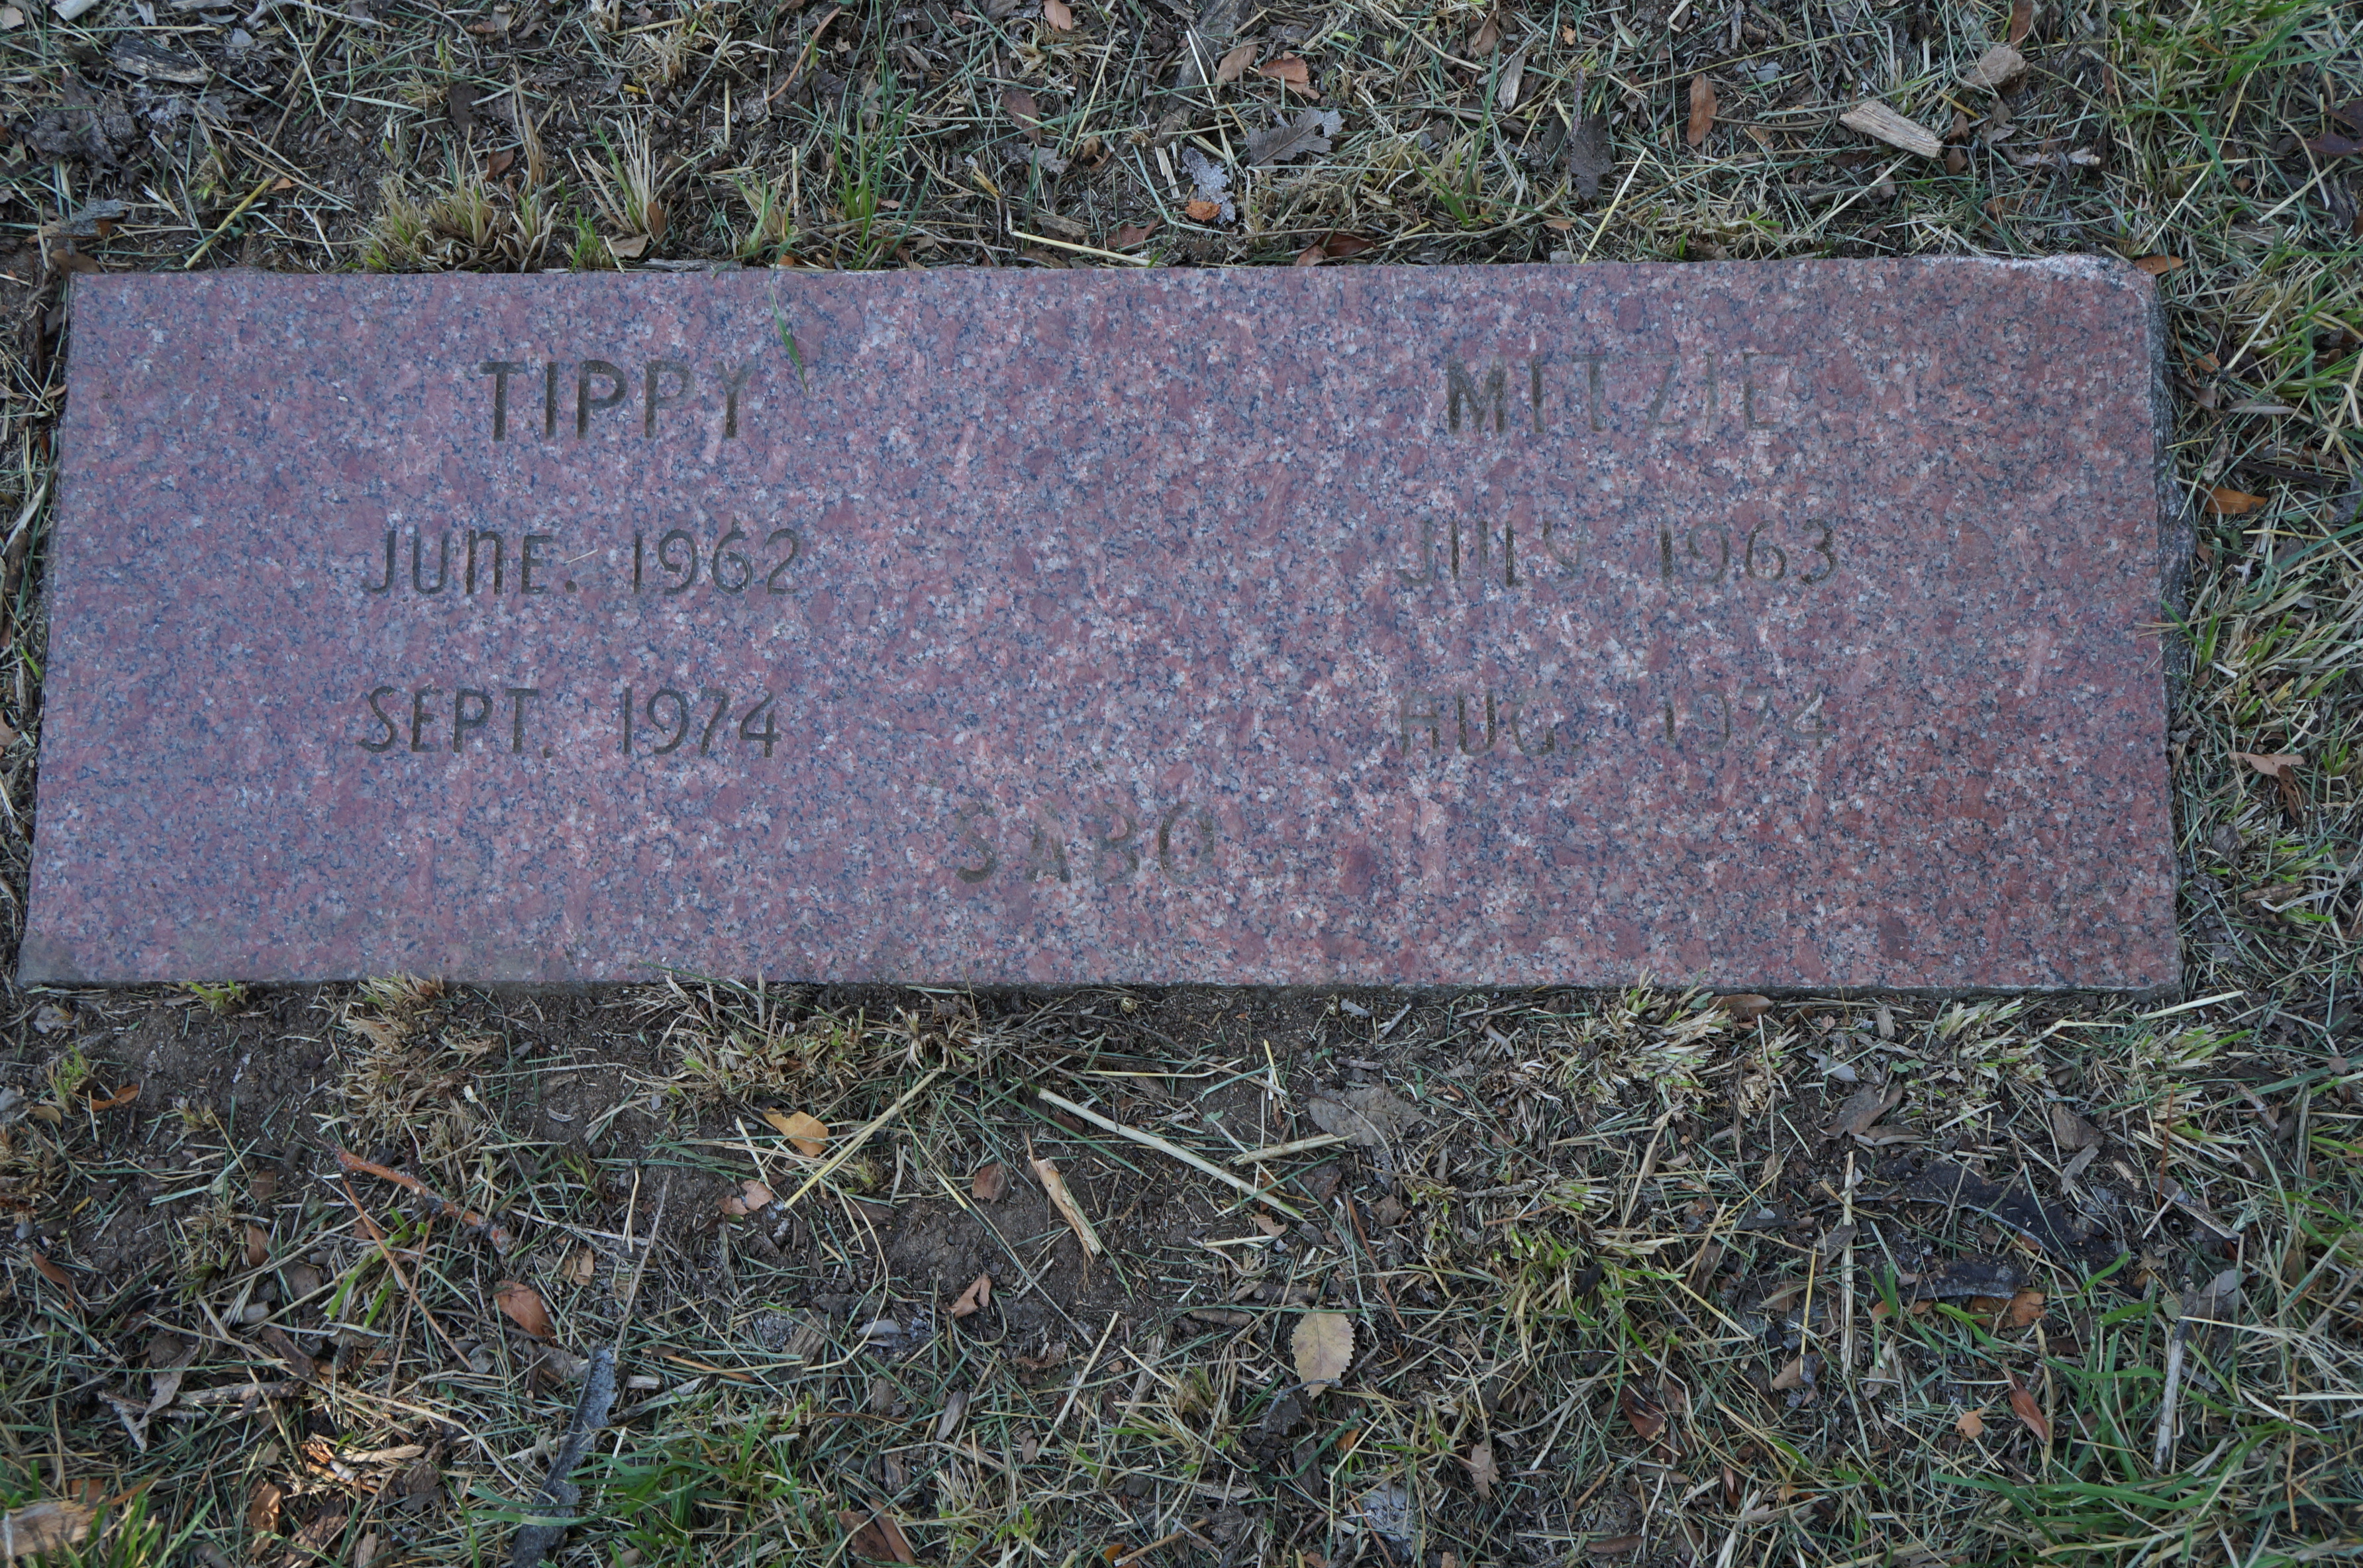 TIPPY
JUNE. 1962
SEPT. 1974
MITZIE
JULY 1963
AUG. 1974
SABO